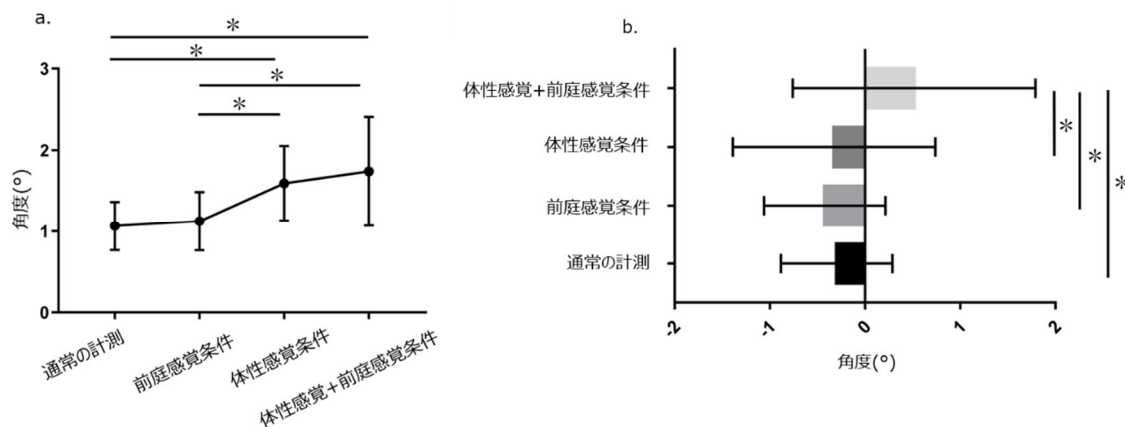 a.
*
*
*
*
3
2
1
0
角度(°)
通常の計測
前庭感覚条件
体性感覚条件
体性感覚+前庭感覚条件
b.
体性感覚+前庭感覚条件
体性感覚条件
前庭感覚条件
通常の計測
*
*
*
-2
-1
0
1
2
角度(°)